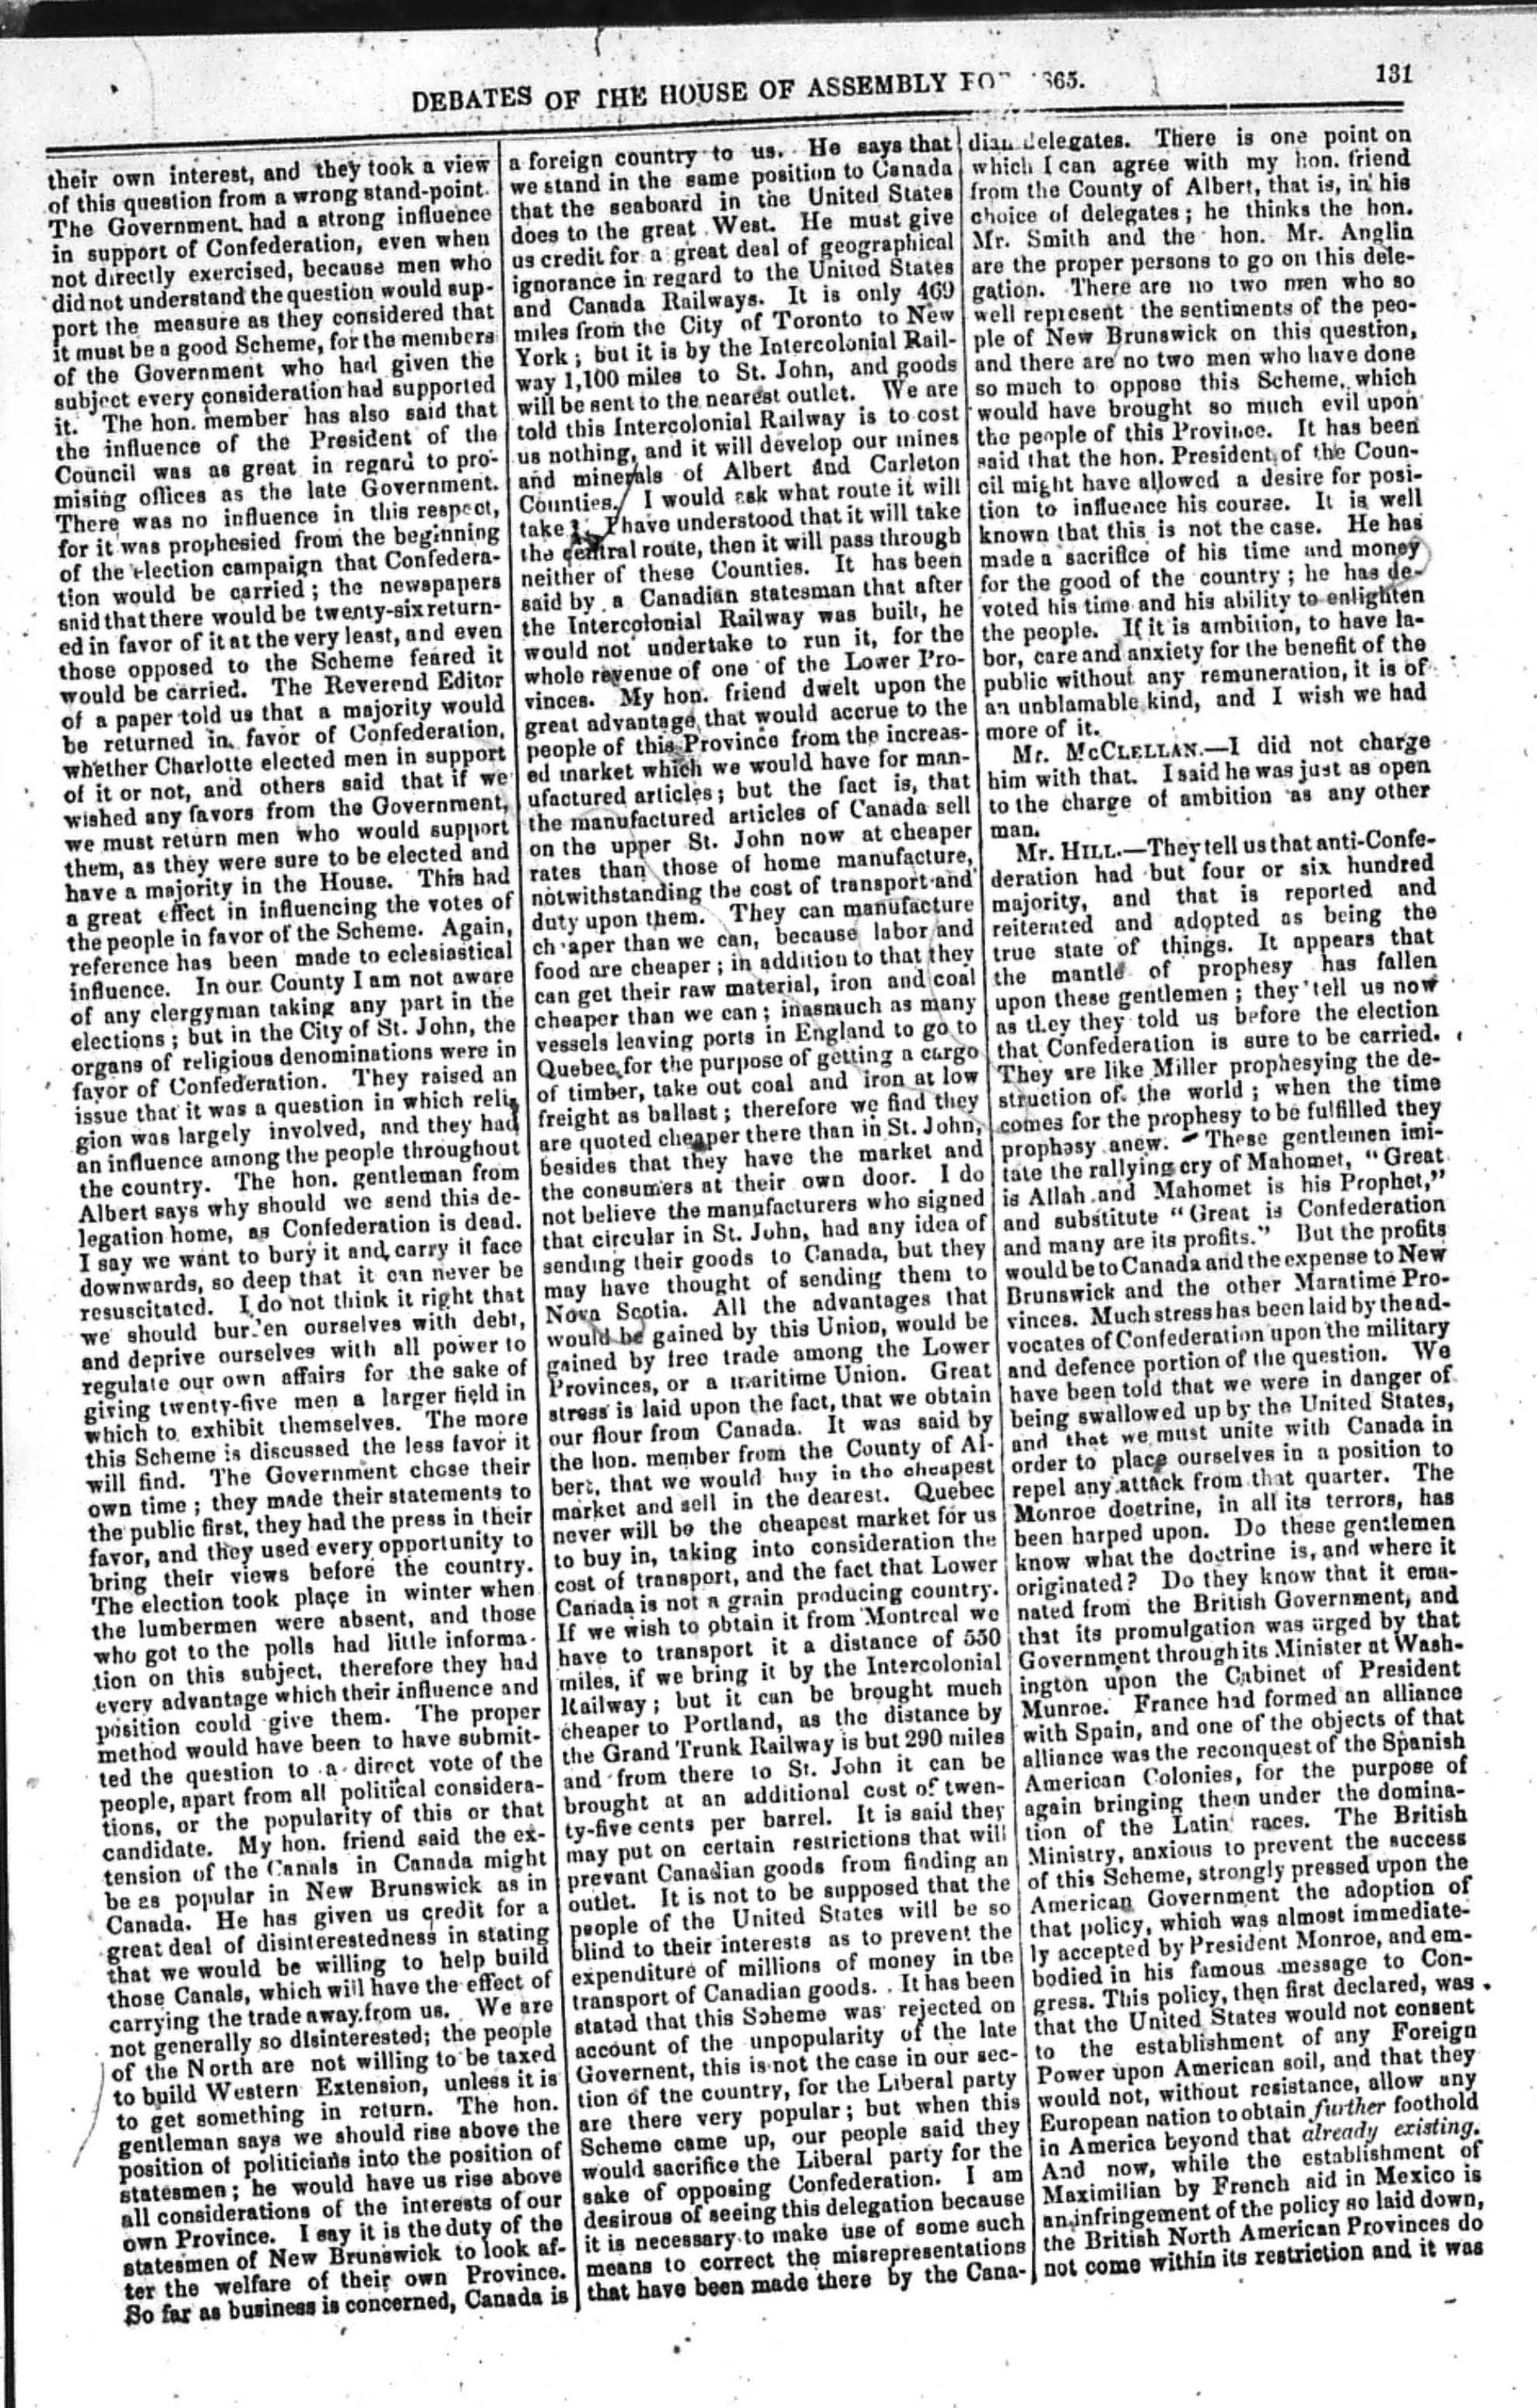 DEBATES OF THE HOUSE OF ASSEMBLY FO 865.
131
their own interest, and they took a view
of this question from a wrong stand-point.
The Government had a strong influence
in support of Confederation, even when
not directly exercised, because men who
did not understand the question would sup-
port the measure as they considered that
it must be a good Scheme, for the members
of the Government who had given the
subject every consideration had supported
it. The hon. member has also said that
the influence of the President of the
Council was as great in regard to pro-
mising offices as the late Government.
There was no influence in this respect,
for it was prophesied from the beginning
of the election campaign that Confedera-
tion would be carried; the newspapers
said that there would be twenty-six return-
ed in favor of it at the very least, and even
those opposed to the Scheme feared it
would be carried. The Reverend Editor
of a paper told us that a majority would
be returned in favor of Confederation,
whether Charlotte elected men in support
of it or not, and others said that if we
wished any favors from the Government,
we must return men who would support
them, as they were sure to be elected and
have a majority in the House. This had
a great effect in influencing the votes of
the people in favor of the Scheme. Again,
reference has been made to eclesiastical
influence. In our County I am not aware
of any clergyman taking any part in the
elections; but in the City of St. John, the
organs of religious denominations were in
favor of Confederation. They raised an
issue that it was a question in which reli-
gion was largely involved, and they had
an influence among the people throughout
the country. The hon. gentleman from
Albert says why should we send this de-
legation home, as Confederation is dead.
I say we want to bury it and carry it face
downwards, so deep that it can never be
resuscitated. I do not think it right that
we should bur.'en ourselves with debt,
and deprive ourselves with all power to
regulate our own affairs for the sake of
giving twenty-five men a larger field in
which to exhibit themselves. The more
this Scheme is discussed the less favor it
will find. The Government chose their
own time; they made their statements to
the public first, they had the press in their
favor, and they used every opportunity to
bring their views before the country.
The election took place in winter when
the lumbermen were absent, and those
who got to the polls had little informa-
tion on this subject, therefore they had
every advantage which their influence and
position could give them. The proper
method would have been to have submit-
ted the question to a direct vote of the
people, apart from all political considera-
tions, or the popularity of this or that
candidate. My hon. friend said the ex-
tension of the Canals in Canada might
be as popular in New Brunswick as in
Canada. He has given us credit for a
great deal of disinterestedness in stating
that we would be willing to help build
those Canals, which will have the effect of
carrying the trade away from us. We are
not generally so disinterested; the people
of the North are not willing to be taxed
to build Western Extension, unless it is
to get something in return. The hon.
gentleman says we should rise above the
position of politicians into the position of
statesmen; he would have us rise above
all considerations of the interests of our
own Province. I say it is the duty of the
statesmen of New Brunswick to look af-
ter the welfare of their own Province.
So far as business is concerned, Canada is
a foreign country to us. He says that
we stand in the same position to Canada
that the seaboard in the United States
does to the great West. He must give
us credit for a great deal of geographical
ignorance in regard to the United States
and Canada Railways. It is only 469
miles from the City of Toronto to New
York; but it is by the Intercolonial Rail-
way 1,100 miles to St. John, and goods
will be sent to the nearest outlet. We are
told this Intercolonial Railway is to cost
us nothing, and it will develop our mines
and minerals of Albert and Carleton
Counties. I would ask what route it will
take; I have understood that it will take
the central route, then it will pass through
neither of these Counties. It has been
said by a Canadian statesman that after
the Intercolonial Railway was built, he
would not undertake to run it, for the
whole revenue of one of the Lower Pro-
vinces. My hon. friend dwelt upon the
great advantage that would accrue to the
people of this Province from the increas-
ed market which we would have for man-
ufactured articles; but the fact is, that
the manufactured articles of Canada sell
on the upper St. John now at cheaper
rates than those of home manufacture,
notwithstanding the cost of transport and
duty upon them. They can manufacture
ch aper than we can, because labor and
food are cheaper; in addition to that they
can get their raw material, iron and coal
cheaper than we can; inasmuch as many
vessels leaving ports in England to go to
Quebec, for the purpose of getting a cargo
of timber, take out coal and iron at low
freight as ballast; therefore we find they
are quoted cheaper there than in St. John,
besides that they have the market and
the consumers at their own door. I do
not believe the manufacturers who signed
that circular in St. John, had any idea of
sending their goods to Canada, but they
may have thought of sending them to
Nova Scotia. All the advantages that
would be gained by this Union, would be
gained by free trade among the Lower
Provinces, or a maritime Union. Great
stress is laid upon the fact, that we obtain
our flour from Canada. It was said by
the hon. member from the County of Al-
bert, that we would buy in the cheapest
market and sell in the dearest. Quebec
never will be the cheapest market for us
to buy in, taking into consideration the
cost of transport, and the fact that Lower
Canada is not a grain producing country.
If we wish to obtain it from Montreal we
have to transport it a distance of 550
miles, if we bring it by the Intercolonial
Railway; but it can be brought much
cheaper to Portland, as the distance by
the Grand Trunk Railway is but 290 miles
and from there to St. John it can be
brought at an additional cost of twen-
ty-five cents per barrel. It is said they
may put on certain restrictions that will
prevant Canadian goods from finding an
outlet. It is not to be supposed that the
people of the United States will be so
blind to their interests as to prevent the
expenditure of millions of money in the
transport of Canadian goods. It has been
stated that this Scheme was rejected on
account of the unpopularity of the late
Governent, this is not the case in our sec-
tion of the country, for the Liberal party
are there very popular; but when this
Scheme came up, our people said they
would sacrifice the Liberal party for the
sake of opposing Confederation. I am
desirous of seeing this delegation because
it is necessary to make use of some such
means to correct the misrepresentations
that have been made there by the Cana-
dian delegates. There is one point on
which I can agree with my hon. friend
from the County of Albert, that is, in his
choice of delegates; he thinks the hon.
Mr. Smith and the hon. Mr. Anglin
are the proper persons to go on this dele-
gation. There are no two men who so
well represent the sentiments of the peo-
ple of New Brunswick on this question,
and there are no two men who have done
so much to oppose this Scheme, which
would have brought so much evil upon
the people of this Province. It has been
said that the hon. President of the Coun-
cil might have allowed a desire for posi-
tion to influence his course. It is well
known that this is not the case. He has
made a sacrifice of his time and money
for the good of the country; he has de-
voted his time and his ability to enlighten
the people. If it is ambition, to have la-
bor, care and anxiety for the benefit of the
public without any remuneration, it is of
an unblamable kind, and I wish we had
more of it.
Mr. McCLELLAN.—I did not charge
him with that. I said he was just as open
to the charge of ambition as any other
man.
Mr. HILL.—They tell us that anti-Confe-
deration had but four or six hundred
majority, and that is reported and
reiterated and adopted as being the
true state of things. It appears that
the mantle of prophesy has fallen
upon these gentlemen; they tell us now
as they they told us before the election
that Confederation is sure to be carried.
They are like Miller prophesying the de-
struction of the world; when the time
comes for the prophesy to be fulfilled they
prophasy anew. These gentlemen imi-
tate the rallying cry of Mahomet, "Great
is Allah and Mahomet is his Prophet,"
and substitute "Great is Confederation
and many are its profits." But the profits
would be to Canada and the expense to New
Brunswick and the other Maratime Pro-
vinces. Much stress has been laid by the ad-
vocates of Confederation upon the military
and defence portion of the question. We
have been told that we were in danger of
being swallowed up by the United States,
and that we must unite with Canada in
order to place ourselves in a position to
repel any attack from that quarter. The
Monroe doctrine, in all its terrors, has
been harped upon. Do these gentlemen
know what the doctrine is, and where it
originated? Do they know that it ema-
nated from the British Government, and
that its promulgation was urged by that
Government through its Minister at Wash-
ington upon the Cabinet of President
Munroe. France had formed an alliance
with Spain, and one of the objects of that
alliance was the reconquest of the Spanish
American Colonies, for the purpose of
again bringing them under the domina-
tion of the Latin races. The British
Ministry, anxious to prevent the success
of this Scheme, strongly pressed upon the
American Government the adoption of
that policy, which was almost immediate-
ly accepted by President Monroe, and em-
bodied in his famous message to Con-
gress. This policy, then first declared, was
that the United States would not consent
to the establishment of any Foreign
Power upon American soil, and that they
would not, without resistance, allow any
European nation to obtain further foothold
in America beyond that already existing.
And now, while the establishment of
Maximilian by French aid in Mexico is
an infringement of the policy so laid down,
the British North American Provinces do
not come within its restriction and it was